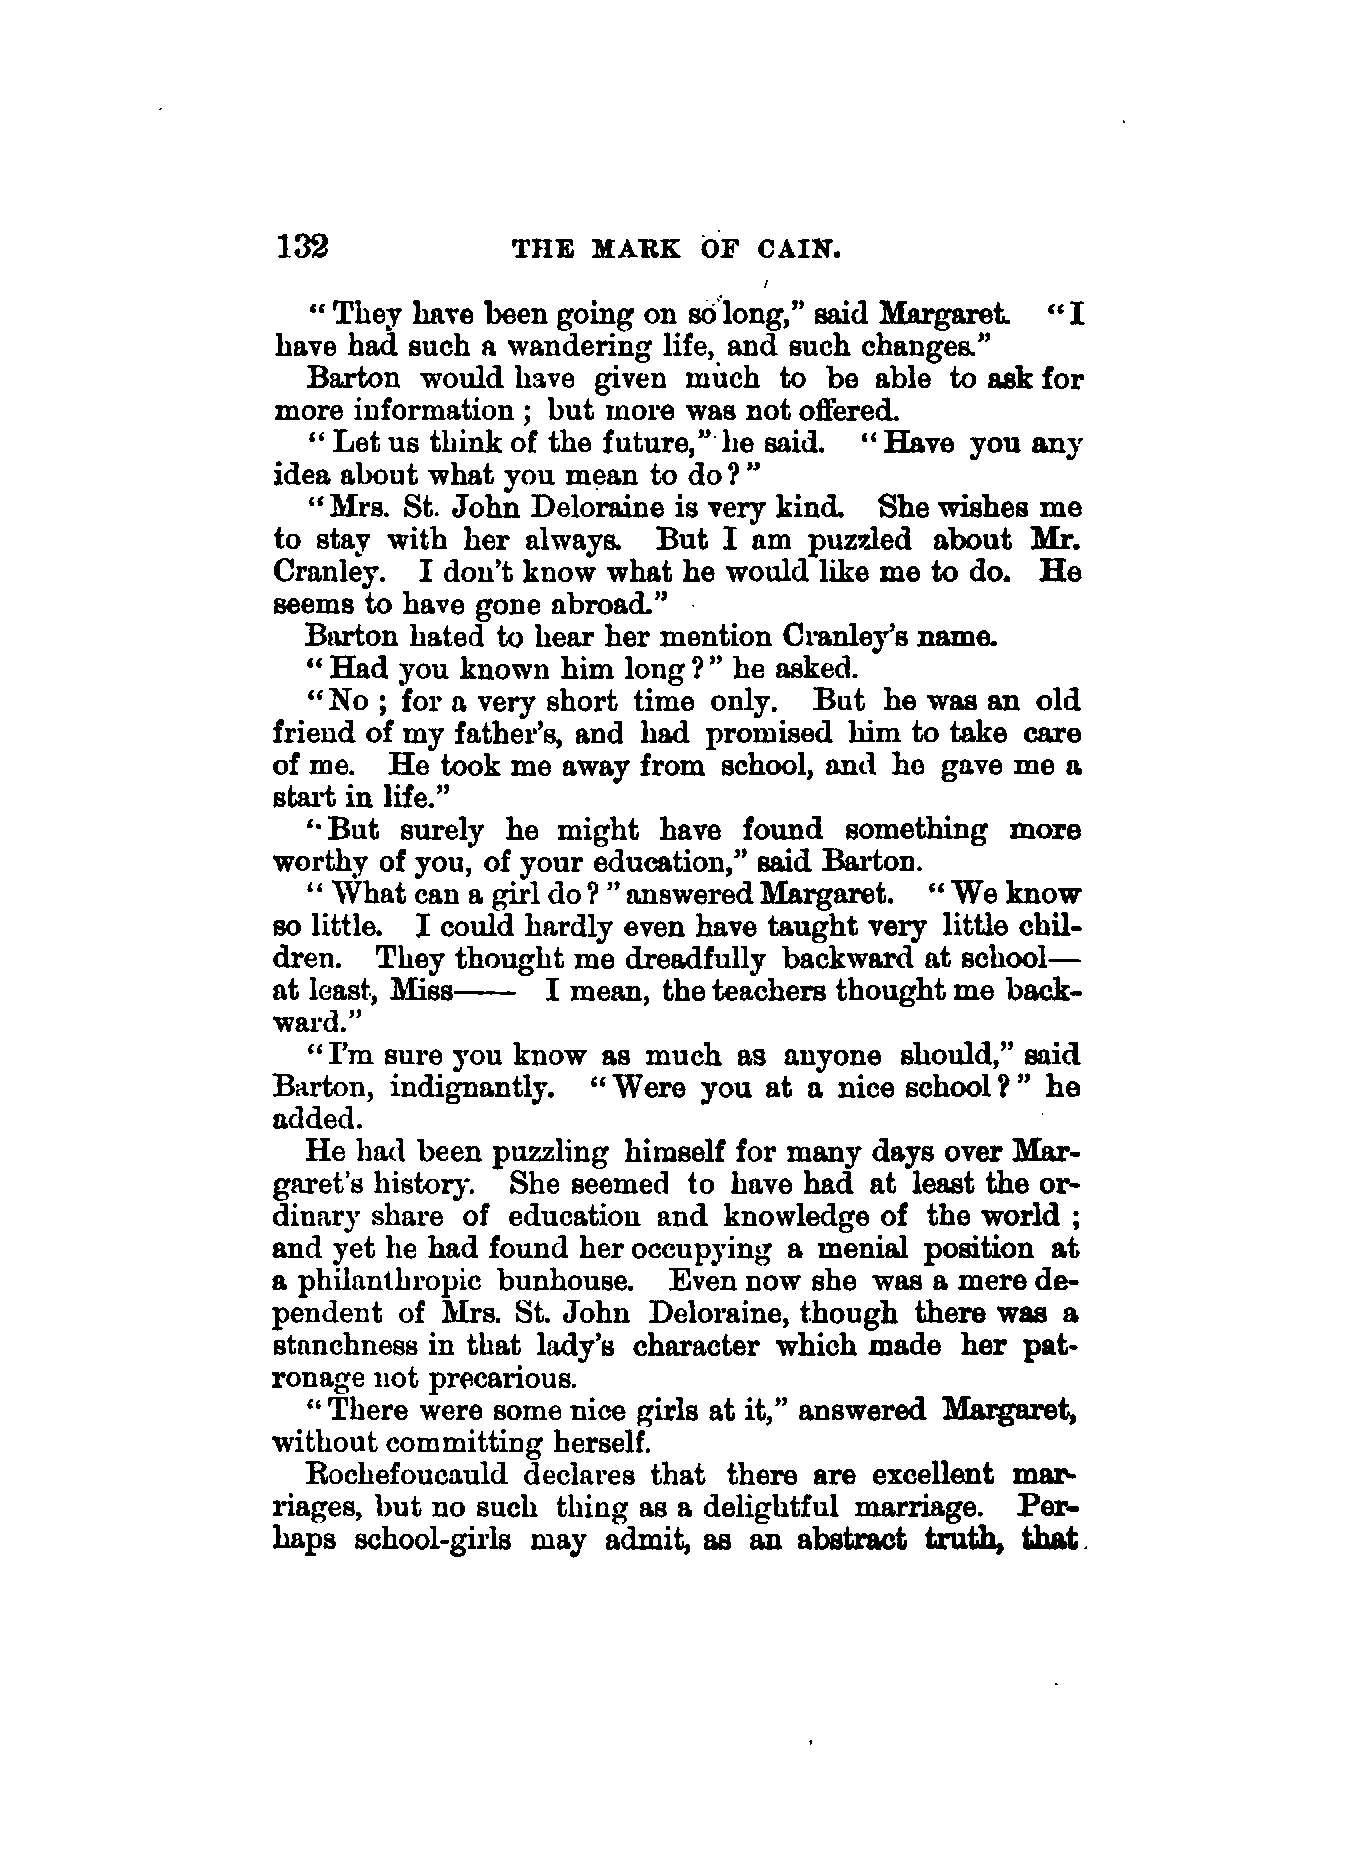 132 THE MARK OF CAIN.
"They have been going on so long," said Margaret. "I
have had such a wandering life, and such changes."
Barton would have given much to be able to ask for
more information; but more was not offered.
"Let us think of the future," he said. "Have you any
idea about what you mean to do?"
"Mrs. St. John Deloraine is very kind. She wishes me
to stay with her always. But I am puzzled about Mr.
Cranley. I don't know what he would like me to do. He
seems to have gone abroad."
Barton hated to hear her mention Cranley's name.
"Had you known him long?" he asked.
"No; for a very short time only. But he was an old
friend of my father's, and had promised him to take care
of me. He took me away from school, and he gave me a
start in life."
"But surely he might have found something more
worthy of you, of your education," said Barton.
"What can a girl do?" answered Margaret. "We know
so little. I could hardly even have taught very little chil-
dren. They thought me dreadfully backward at school—
at least, Miss—— I mean, the teachers thought me back-
ward."
"I'm sure you know as much as anyone should," said
Barton, indignantly. "Were you at a nice school?" he
added.
He had been puzzling himself for many days over Mar-
garet's history. She seemed to have had at least the or-
dinary share of education and knowledge of the world;
and yet he had found her occupying a menial position at
a philanthropic bunhouse. Even now she was a mere de-
pendent of Mrs. St. John Deloraine, though there was a
stanchness in that lady's character which made her pat-
ronage not precarious.
"There were some nice girls at it," answered Margaret,
without committing herself.
Rochefoucauld declares that there are excellent mar-
riages, but no such thing as a delightful marriage. Per-
haps school-girls may admit, as an abstract truth, that